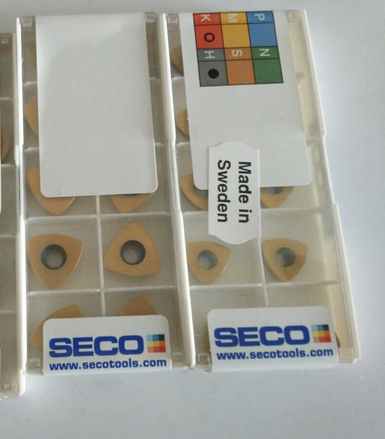 P M K
N S H
Made in
Sweden
SECO
www.secotools.com
SECO
www.secotools.com